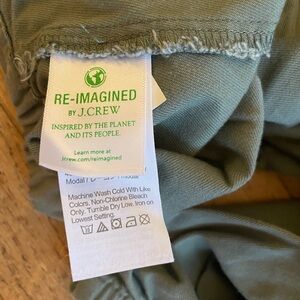 RE-IMAGINED
BY J.CREW
INSPIRED BY THE PLANET
AND ITS PEOPLE.
Learn more at
jcrew.com/reimagined
Modal/
Machine Wash Cold With Like
Colors. Non-Chlorine Bleach
Only. Tumble Dry Low. Iron on
Lowest Setting.